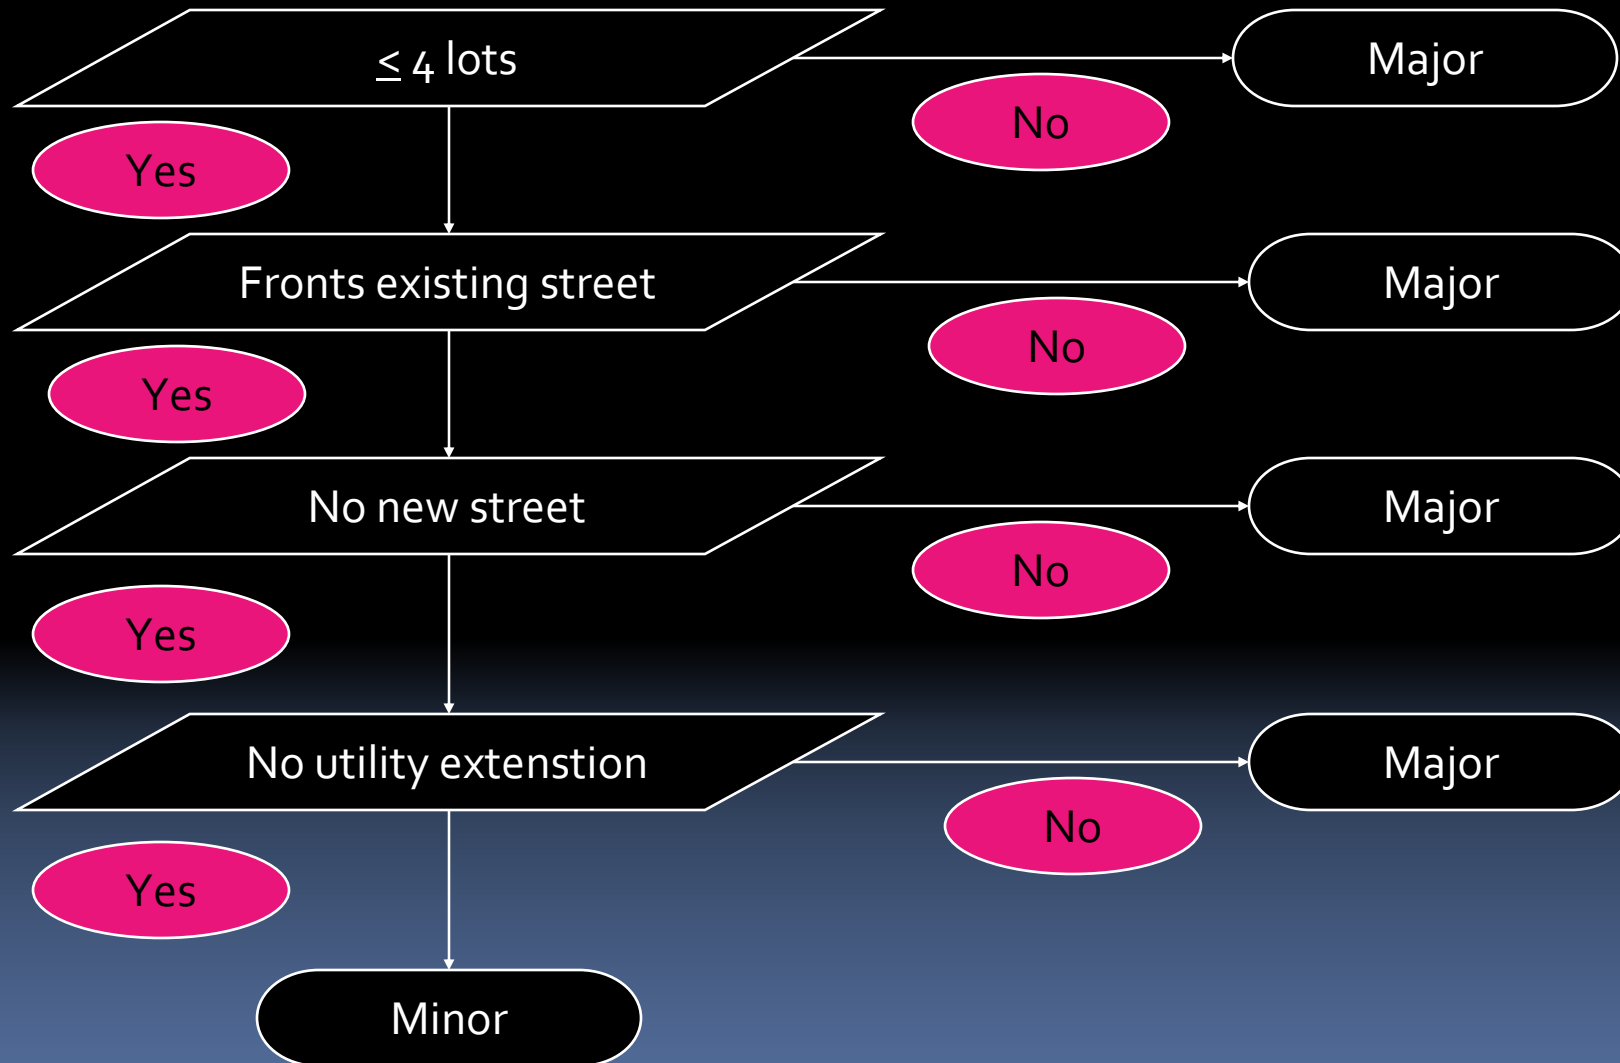 ≤ 4 lots
Major
No
Yes
Fronts existing street
Major
No
Yes
No new street
Major
No
Yes
No utility extenstion
Major
No
Yes
Minor